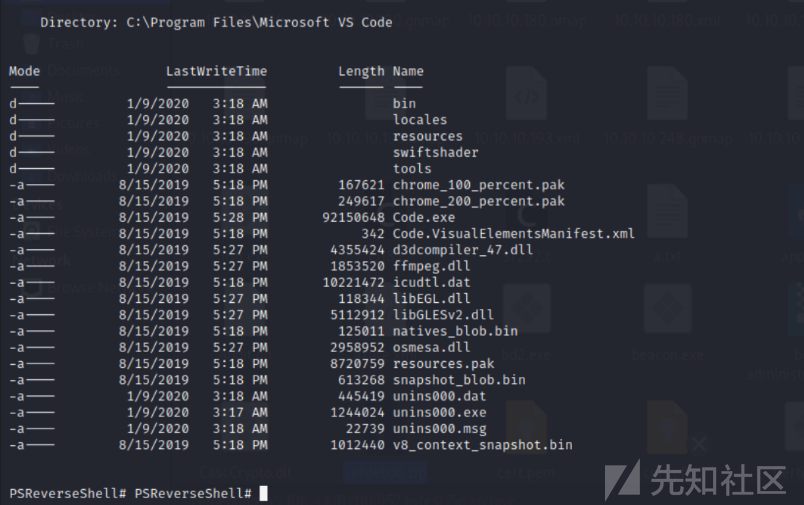 Directory: C:\Program Files\Microsoft VS Code
Mode LastWriteTime Length Name
d----- 1/9/2020 3:18 AM bin
d----- 1/9/2020 3:18 AM locales
d----- 1/9/2020 3:18 AM resources
d----- 1/9/2020 3:18 AM swiftshader
d----- 1/9/2020 3:18 AM tools
-a---- 8/15/2019 5:18 PM 167621 chrome_100_percent.pak
-a---- 8/15/2019 5:18 PM 249617 chrome_200_percent.pak
-a---- 8/15/2019 5:28 PM 92150648 Code.exe
-a---- 8/15/2019 5:18 PM 342 Code.VisualElementsManifest.xml
-a---- 8/15/2019 5:27 PM 4355424 d3dcompiler_47.dll
-a---- 8/15/2019 5:27 PM 1853520 ffmpeg.dll
-a---- 8/15/2019 5:18 PM 10221472 icudtl.dat
-a---- 8/15/2019 5:27 PM 118344 libEGL.dll
-a---- 8/15/2019 5:27 PM 5112912 libGLESv2.dll
-a---- 8/15/2019 5:18 PM 125011 natives_blob.bin
-a---- 8/15/2019 5:27 PM 2958952 osmesa.dll
-a---- 8/15/2019 5:18 PM 8720759 resources.pak
-a---- 8/15/2019 5:18 PM 613268 snapshot_blob.bin
-a---- 1/9/2020 3:18 AM 445419 unins000.dat
-a---- 1/9/2020 3:17 AM 1244024 unins000.exe
-a---- 1/9/2020 3:18 AM 22739 unins000.msg
-a---- 8/15/2019 5:18 PM 1012440 v8_context_snapshot.bin
PSReverseShell# PSReverseShell#
先知社区